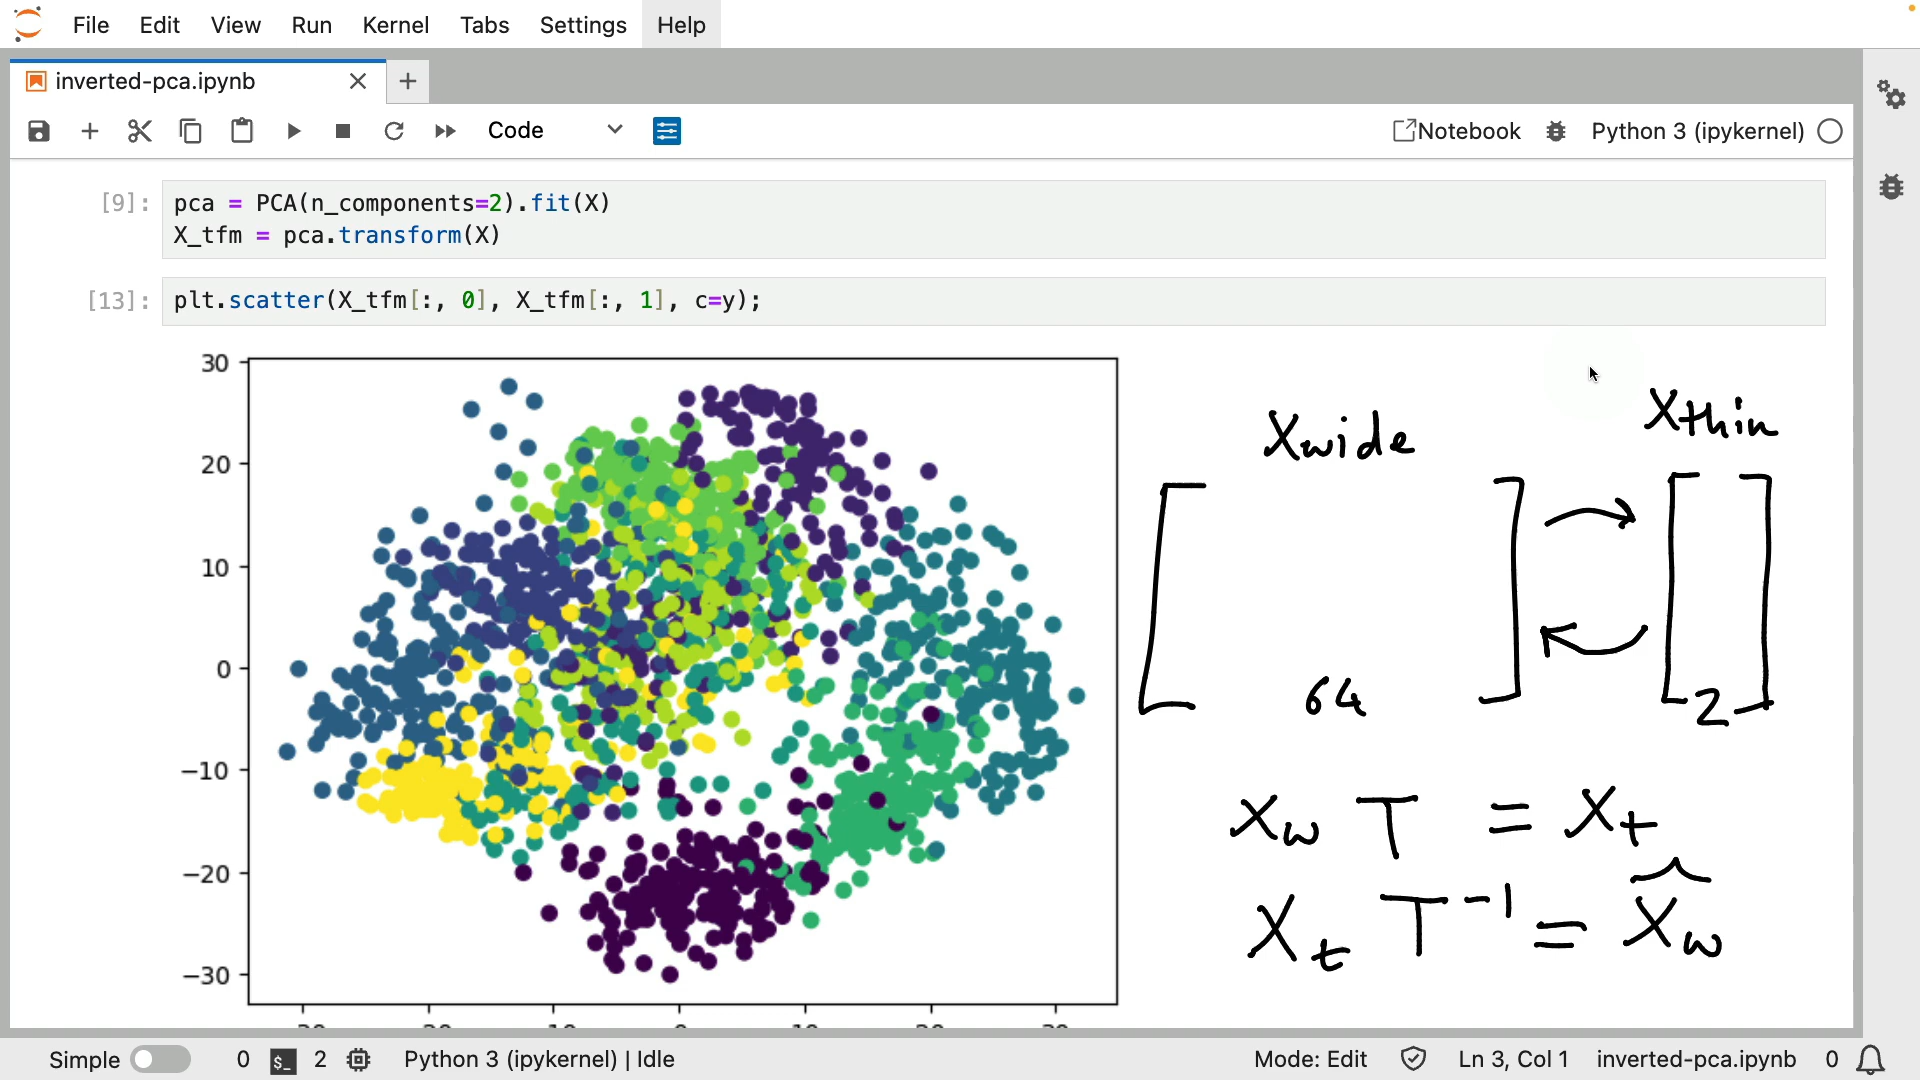 File Edit View Run Kernel Tabs Settings Help
inverted-pca.ipynb
Code
Notebook
Python 3 (ipykernel)
[9]:
pca = PCA(n_components=2).fit(X)
X_tfm = pca.transform(X)
[13]:
plt.scatter(X_tfm[:, 0], X_tfm[:, 1], c=y);
30
20
10
0
−10
−20
−30
Xwide
Xthin
64
2
Xw T = Xt
Xt T⁻¹ = X̂w
Simple
0
$_
2
Python 3 (ipykernel) | Idle
Mode: Edit
Ln 3, Col 1
inverted-pca.ipynb
0